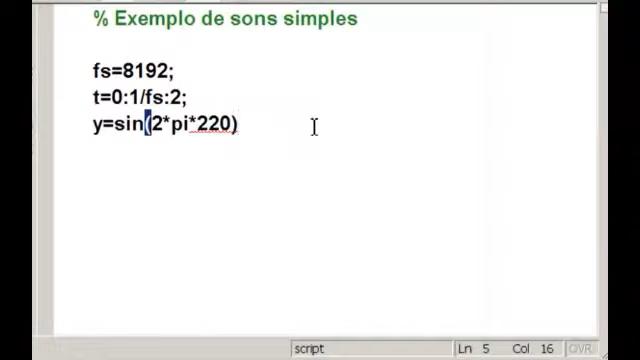 % Exemplo de sons simples
fs=8192;
t=0:1/fs:2;
y=sin(2*pi*220)
script
Ln 5 Col 16 OVR